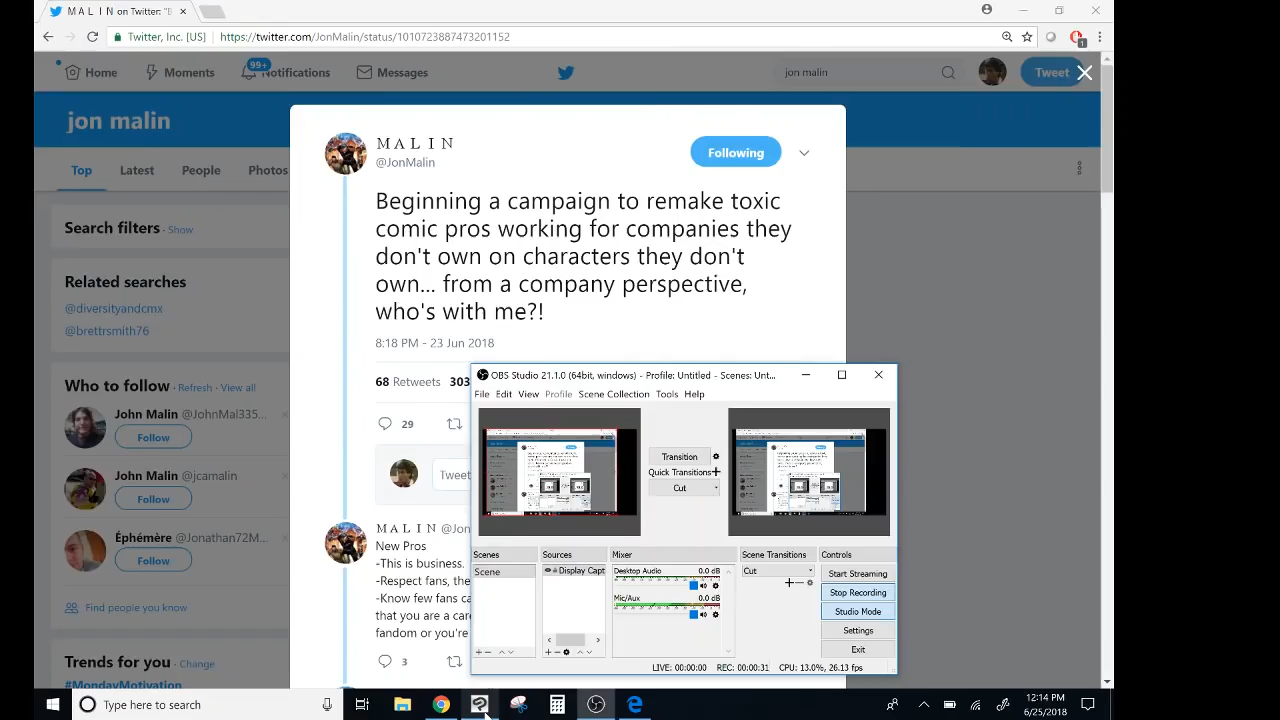 M A L I N on Twitter: "B
Twitter, Inc. [US]
https://twitter.com/JonMalin/status/1010723887473201152
1
Home
Moments
99+
Notifications
Messages
jon malin
Tweet
jon malin
Top
Latest
People
Photos
Search filters · Show
Related searches
@diversityandcmx
@brettrsmith76
Who to follow · Refresh · View all
John Malin @JohnMal335...
Follow
John Malin @jcamalin
Follow
Éphémère @Jonathan72M...
Follow
Find people you know
Trends for you · Change
#MondayMotivation
M A L I N
@JonMalin
Following
Beginning a campaign to remake toxic
comic pros working for companies they
don't own on characters they don't
own... from a company perspective,
who's with me?!
8:18 PM - 23 Jun 2018
68 Retweets 303
29
Tweet
M A L I N @Jon
New Pros
-This is business.
-Respect fans, the
-Know few fans ca
that you are a care
fandom or you're
3
OBS Studio 21.1.0 (64bit, windows) - Profile: Untitled - Scenes: Unt...
File Edit View Profile Scene Collection Tools Help
Transition
Quick Transitions
Cut
Scenes
Scene
Sources
Display Capt
Mixer
Desktop Audio 0.0 dB
Mic/Aux 0.0 dB
Scene Transitions
Cut
Controls
Start Streaming
Stop Recording
Studio Mode
Settings
Exit
LIVE: 00:00:00 REC: 00:00:31 CPU: 13.0%, 26.13 fps
Type here to search
12:14 PM
6/25/2018